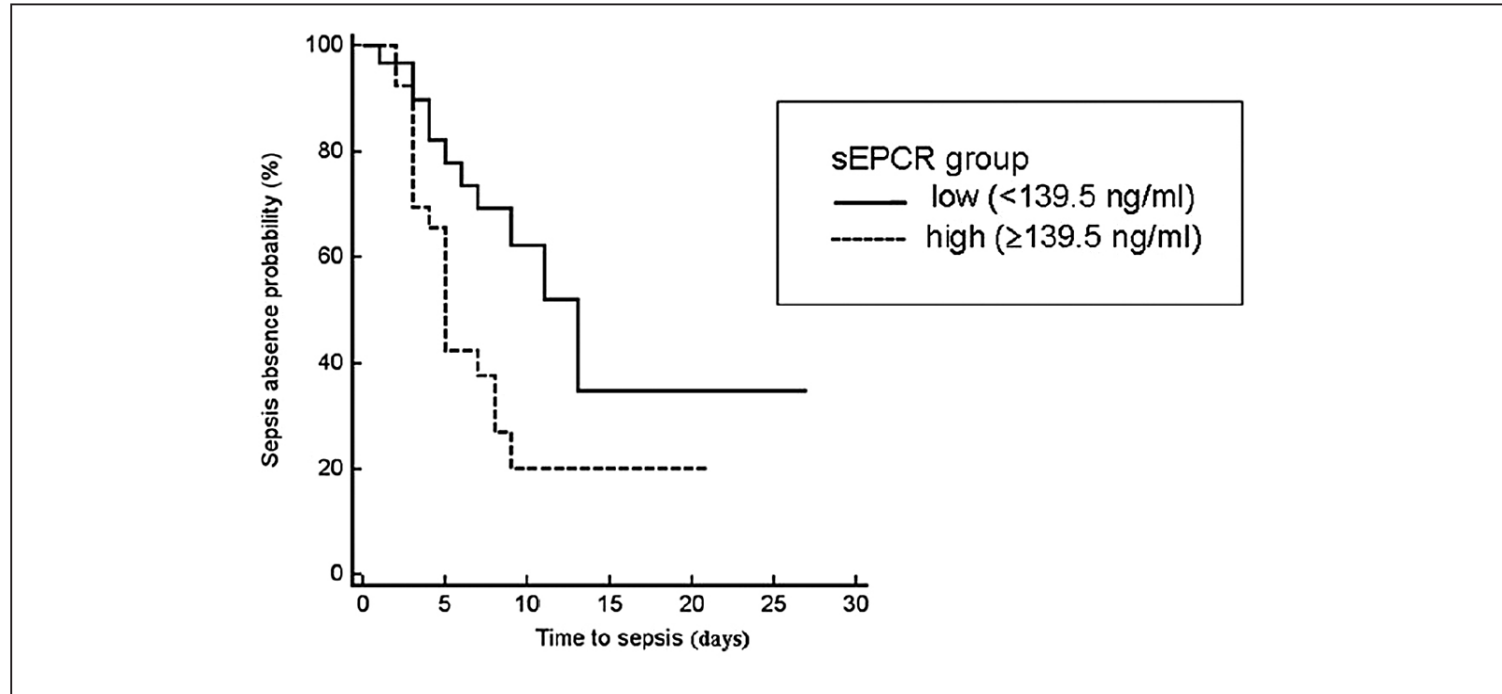 100
80
60
40
20
0
Sepsis absence probability (%)
0 5 10 15 20 25 30
Time to sepsis (days)
sEPCR group
low (<139.5 ng/ml)
high (≥139.5 ng/ml)